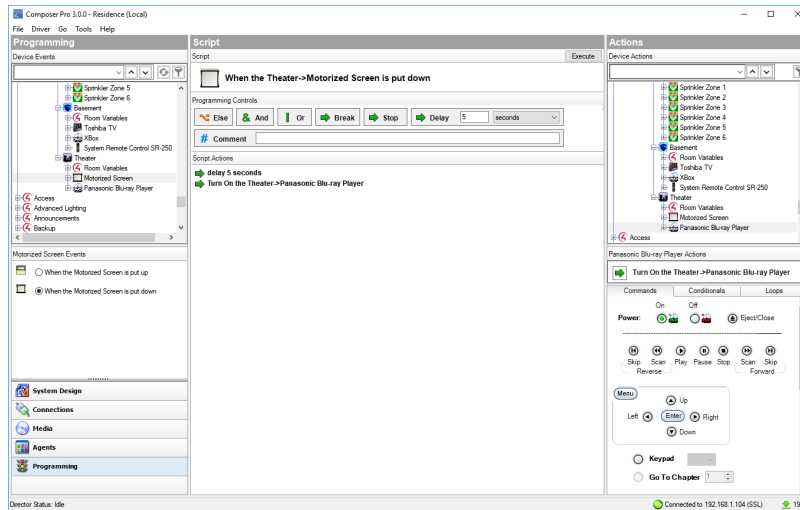 Composer Pro 3.0.0 - Residence (Local)
File Driver Go Tools Help
Programming
Device Events
Sprinkler Zone 5
Sprinkler Zone 6
Basement
Room Variables
Toshiba TV
XBox
System Remote Control SR-250
Theater
Room Variables
Motorized Screen
Panasonic Blu-ray Player
Access
Advanced Lighting
Announcements
Backup
Motorized Screen Events
When the Motorized Screen is put up
When the Motorized Screen is put down
System Design
Connections
Media
Agents
Programming
Script
Script
Execute
When the Theater->Motorized Screen is put down
Programming Controls
Else
& And
Or
Break
Stop
Delay 5 seconds
# Comment
Script Actions
delay 5 seconds
Turn On the Theater->Panasonic Blu-ray Player
Actions
Device Actions
Sprinkler Zone 1
Sprinkler Zone 2
Sprinkler Zone 3
Sprinkler Zone 4
Sprinkler Zone 5
Sprinkler Zone 6
Basement
Room Variables
Toshiba TV
XBox
System Remote Control SR-250
Theater
Room Variables
Motorized Screen
Panasonic Blu-ray Player
Access
Panasonic Blu-ray Player Actions
Turn On the Theater->Panasonic Blu-ray Player
Commands Conditionals Loops
On Off
Power: Eject/Close
Skip Scan Play Pause Stop Scan Skip
Reverse Forward
Menu
Up
Left Enter Right
Down
Keypad
Go To Chapter 1
Director Status: Idle
Connected to 192.168.1.104 (SSL) 19